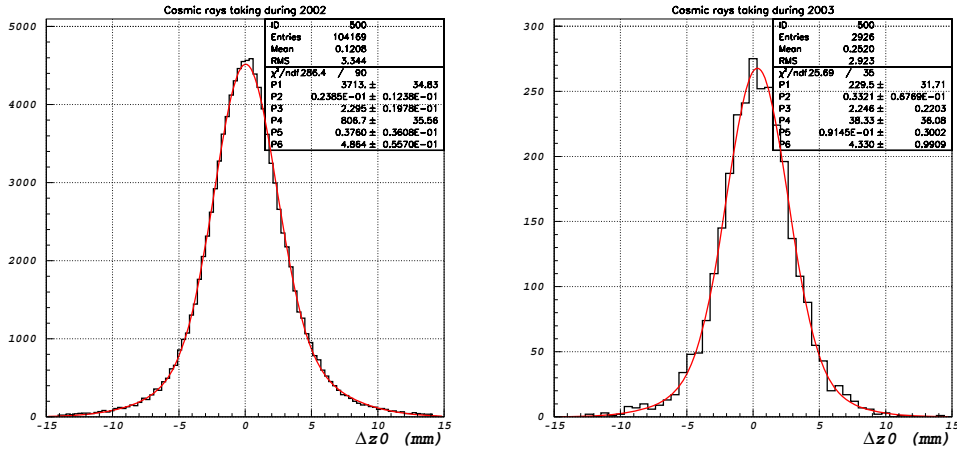 Cosmic rays taking during 2002
ID 500
Entries 104169
Mean 0.1208
RMS 3.344
χ²/ndf 286.4 / 90
P1 3713. ± 34.83
P2 0.2385E-01 ± 0.1238E-01
P3 2.295 ± 0.1978E-01
P4 806.7 ± 35.56
P5 0.3760 ± 0.3608E-01
P6 4.864 ± 0.5570E-01
5000
4000
3000
2000
1000
0
-15 -10 -5 0 5 10 15
Δz0 (mm)
Cosmic rays taking during 2003
ID 500
Entries 2926
Mean 0.2520
RMS 2.923
χ²/ndf 25.69 / 35
P1 229.5 ± 31.71
P2 0.3321 ± 0.6769E-01
P3 2.246 ± 0.2203
P4 38.33 ± 36.08
P5 0.9145E-01 ± 0.3002
P6 4.330 ± 0.9909
300
250
200
150
100
50
0
-15 -10 -5 0 5 10 15
Δz0 (mm)